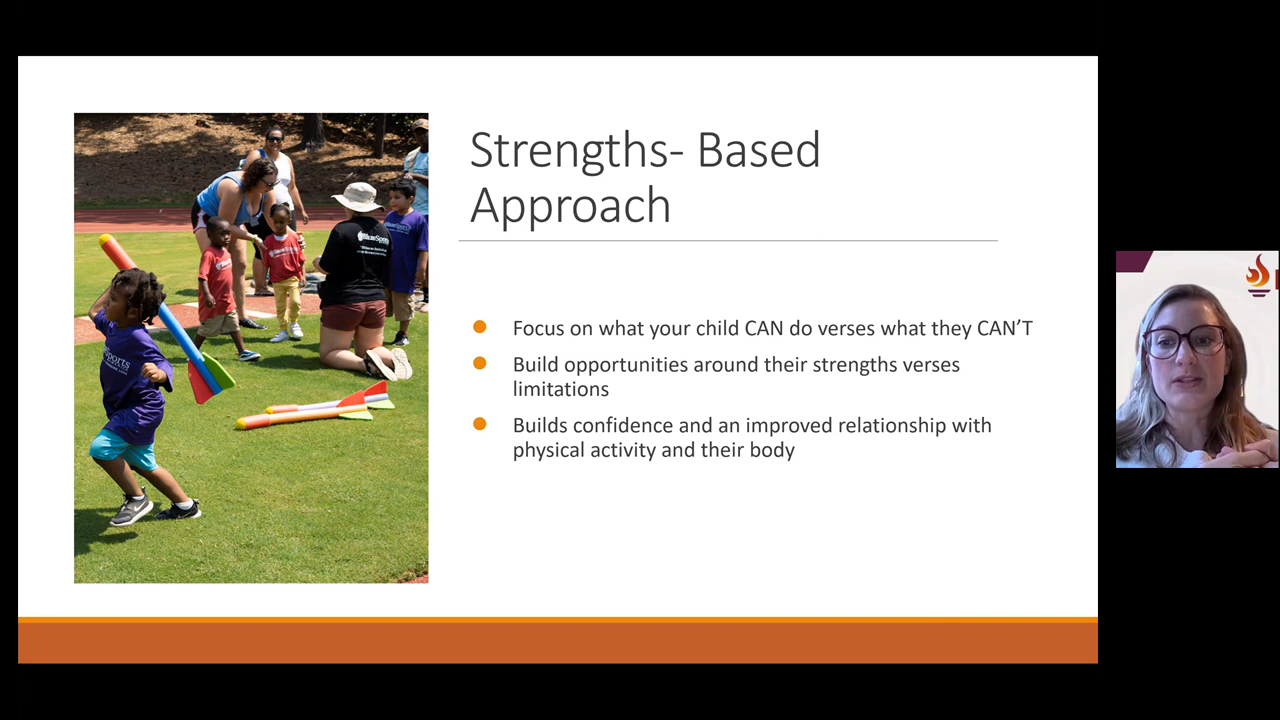 Strengths- Based
Approach
Focus on what your child CAN do verses what they CAN'T
Build opportunities around their strengths verses
limitations
Builds confidence and an improved relationship with
physical activity and their body